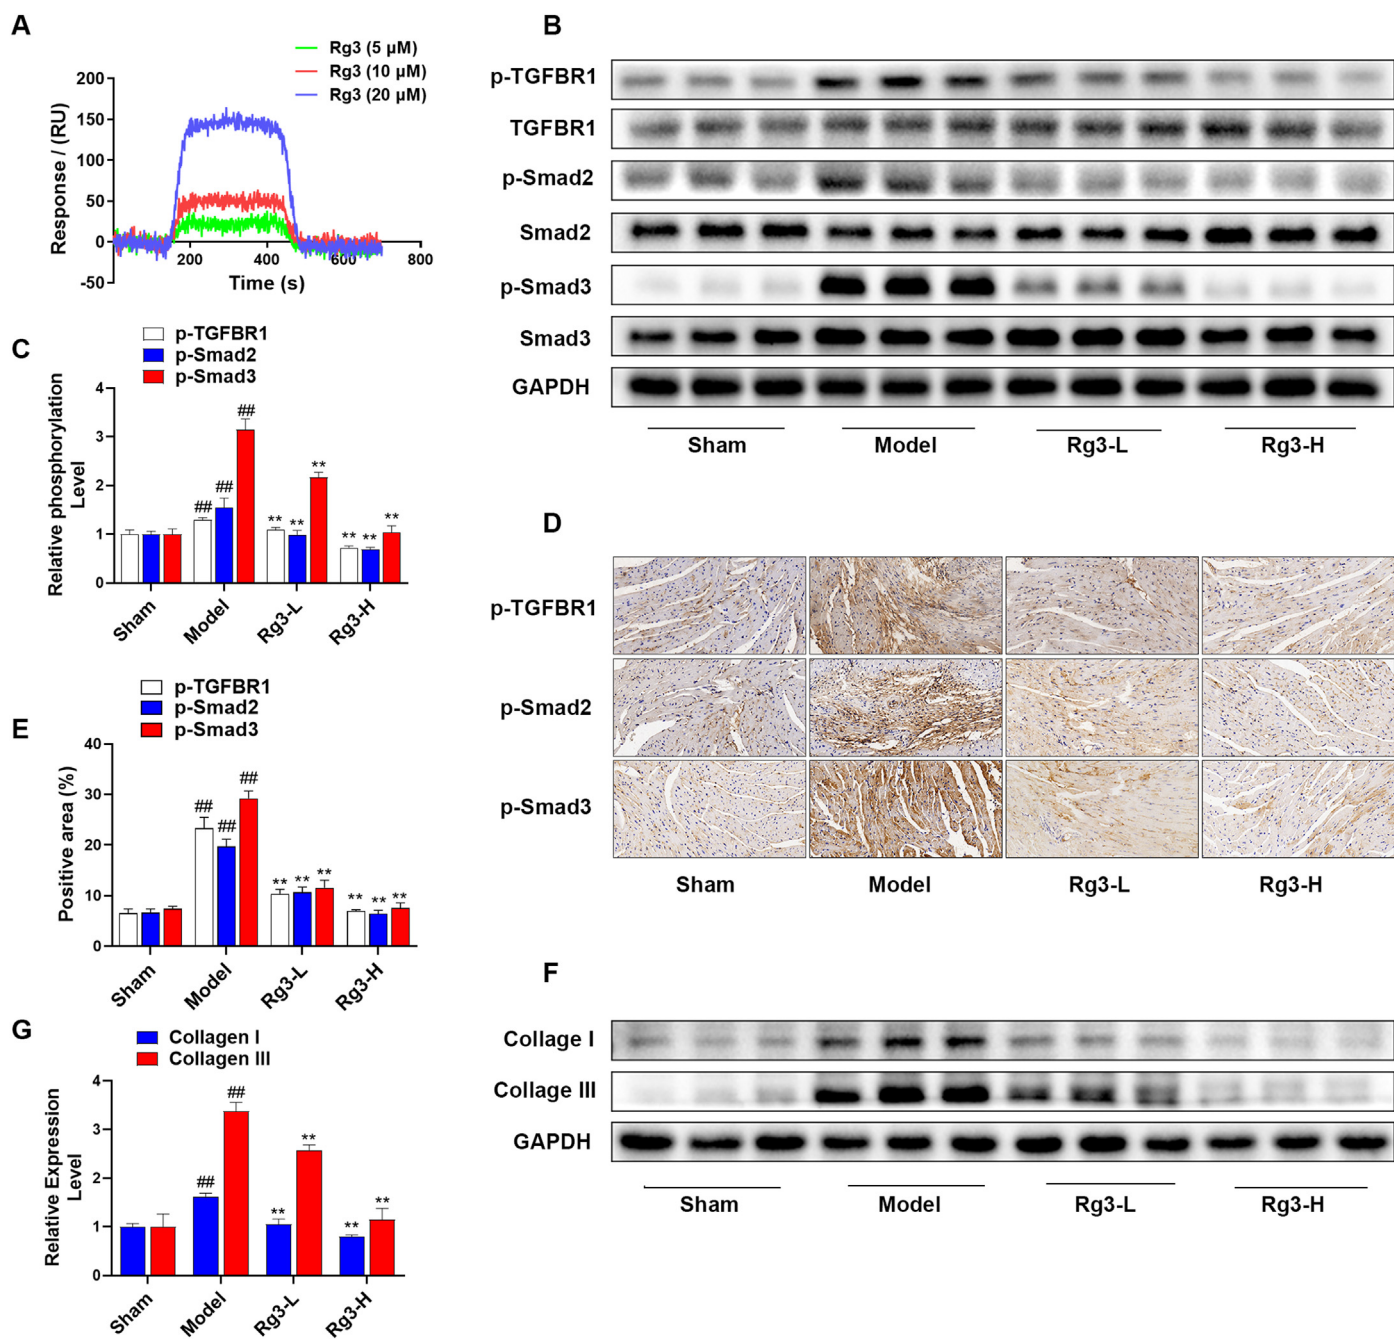 A
Rg3 (5 μM)
Rg3 (10 μM)
Rg3 (20 μM)
Response / (RU)
200
150
100
50
0
-50
200
400
600
800
Time (s)
B
p-TGFBR1
TGFBR1
p-Smad2
Smad2
p-Smad3
Smad3
GAPDH
Sham Model Rg3-L Rg3-H
C
p-TGFBR1
p-Smad2
p-Smad3
Relative phosphorylation
Level
4
3
2
1
0
## ## ##
** ** **
** ** **
Sham Model Rg3-L Rg3-H
D
p-TGFBR1
p-Smad2
p-Smad3
Sham Model Rg3-L Rg3-H
E
p-TGFBR1
p-Smad2
p-Smad3
Positive area (%)
40
30
20
10
0
## ## ##
** ** **
** ** **
Sham Model Rg3-L Rg3-H
F
Collage I
Collage III
GAPDH
Sham Model Rg3-L Rg3-H
G
Collagen I
Collagen III
Relative Expression
Level
4
3
2
1
0
## ##
** **
** **
Sham Model Rg3-L Rg3-H